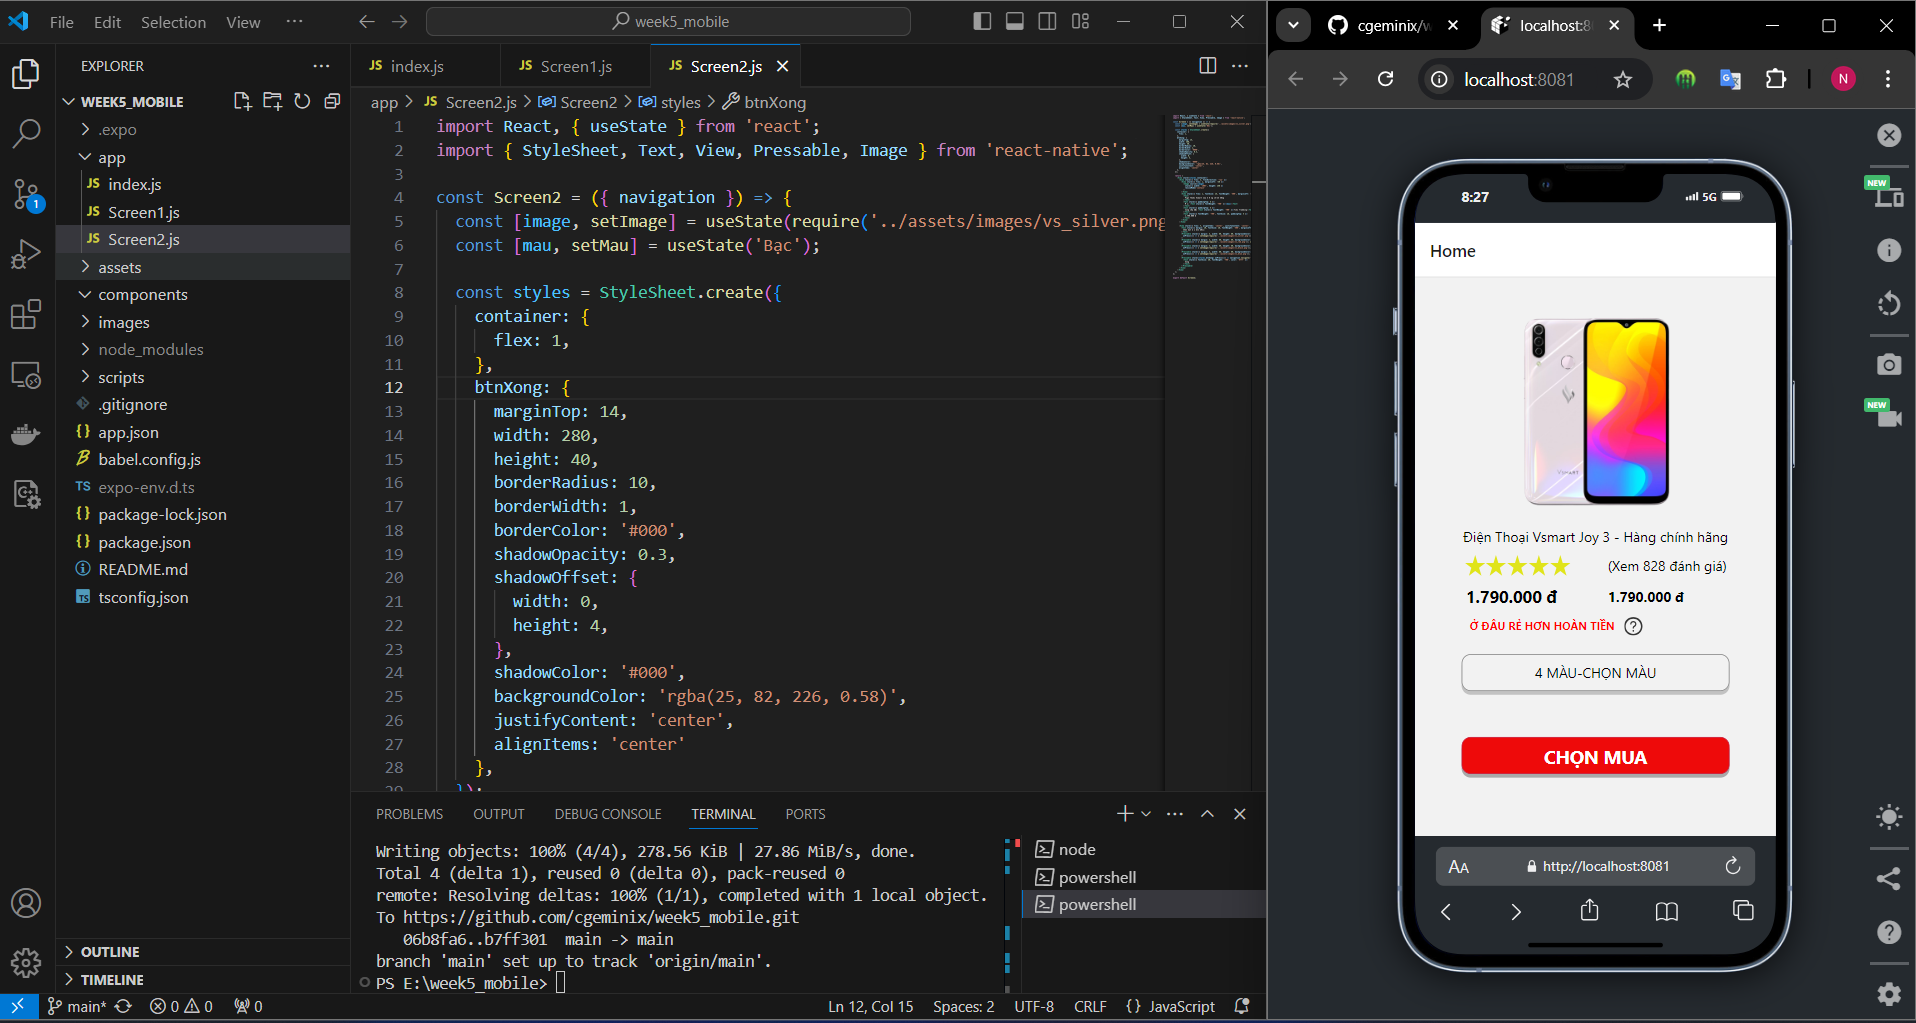 File Edit Selection View ···
week5_mobile
EXPLORER ···
WEEK5_MOBILE
.expo
app
JS index.js
JS Screen1.js
JS Screen2.js
assets
components
images
node_modules
scripts
.gitignore
{} app.json
babel.config.js
TS expo-env.d.ts
{} package-lock.json
{} package.json
README.md
TS tsconfig.json
OUTLINE
TIMELINE
1
JS index.js JS Screen1.js JS Screen2.js
app > JS Screen2.js > Screen2 > styles > btnXong
1 import React, { useState } from 'react';
2 import { StyleSheet, Text, View, Pressable, Image } from 'react-native';
3
4 const Screen2 = ({ navigation }) => {
5 const [image, setImage] = useState(require('../assets/images/vs_silver.png
6 const [mau, setMau] = useState('Bạc');
7
8 const styles = StyleSheet.create({
9 container: {
10 flex: 1,
11 },
12 btnXong: {
13 marginTop: 14,
14 width: 280,
15 height: 40,
16 borderRadius: 10,
17 borderWidth: 1,
18 borderColor: '#000',
19 shadowOpacity: 0.3,
20 shadowOffset: {
21 width: 0,
22 height: 4,
23 },
24 shadowColor: '#000',
25 backgroundColor: 'rgba(25, 82, 226, 0.58)',
26 justifyContent: 'center',
27 alignItems: 'center'
28 },
29 });
PROBLEMS OUTPUT DEBUG CONSOLE TERMINAL PORTS
Writing objects: 100% (4/4), 278.56 KiB | 27.86 MiB/s, done.
Total 4 (delta 1), reused 0 (delta 0), pack-reused 0
remote: Resolving deltas: 100% (1/1), completed with 1 local object.
To https://github.com/cgeminix/week5_mobile.git
06b8fa6..b7ff301 main -> main
branch 'main' set up to track 'origin/main'.
PS E:\week5_mobile>
node
powershell
powershell
main* 0 0 0 Ln 12, Col 15 Spaces: 2 UTF-8 CRLF {} JavaScript
cgeminix/w localhost:8
localhost:8081 N
NEW
NEW
8:27 5G
Home
VSMART
Điện Thoại Vsmart Joy 3 - Hàng chính hãng
(Xem 828 đánh giá)
1.790.000 đ 1.790.000 đ
Ở ĐÂU RẺ HƠN HOÀN TIỀN ?
4 MÀU-CHỌN MÀU
CHỌN MUA
AA http://localhost:8081